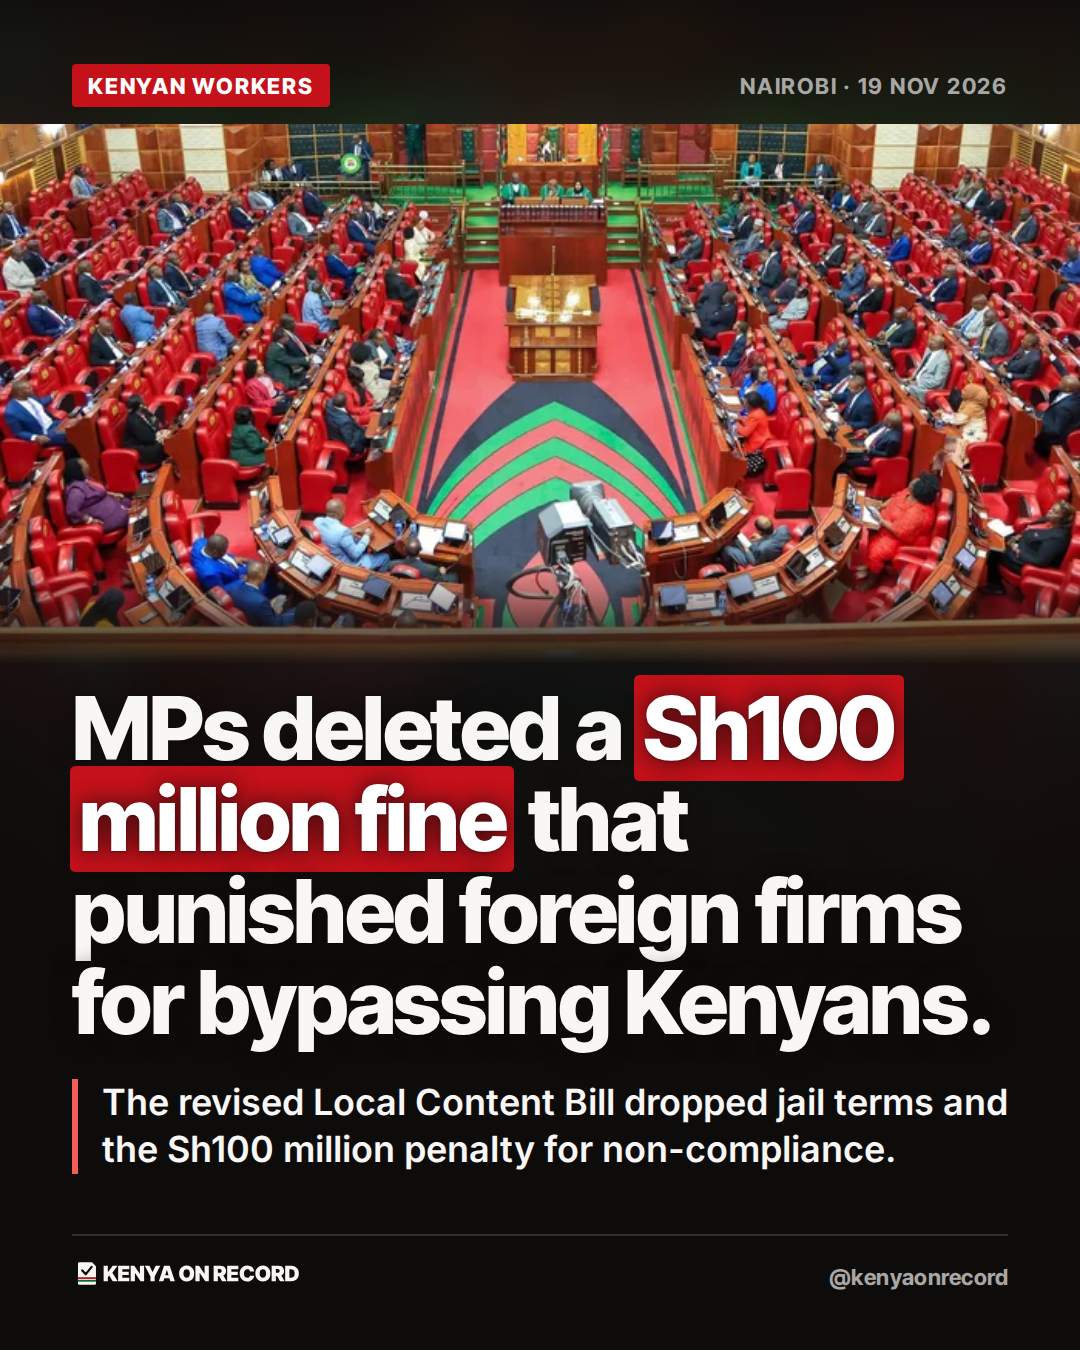 KENYAN WORKERS
NAIROBI · 19 NOV 2026
MPs deleted a Sh100
million fine that
punished foreign firms
for bypassing Kenyans.
The revised Local Content Bill dropped jail terms and
the Sh100 million penalty for non-compliance.
KENYA ON RECORD
@kenyaonrecord